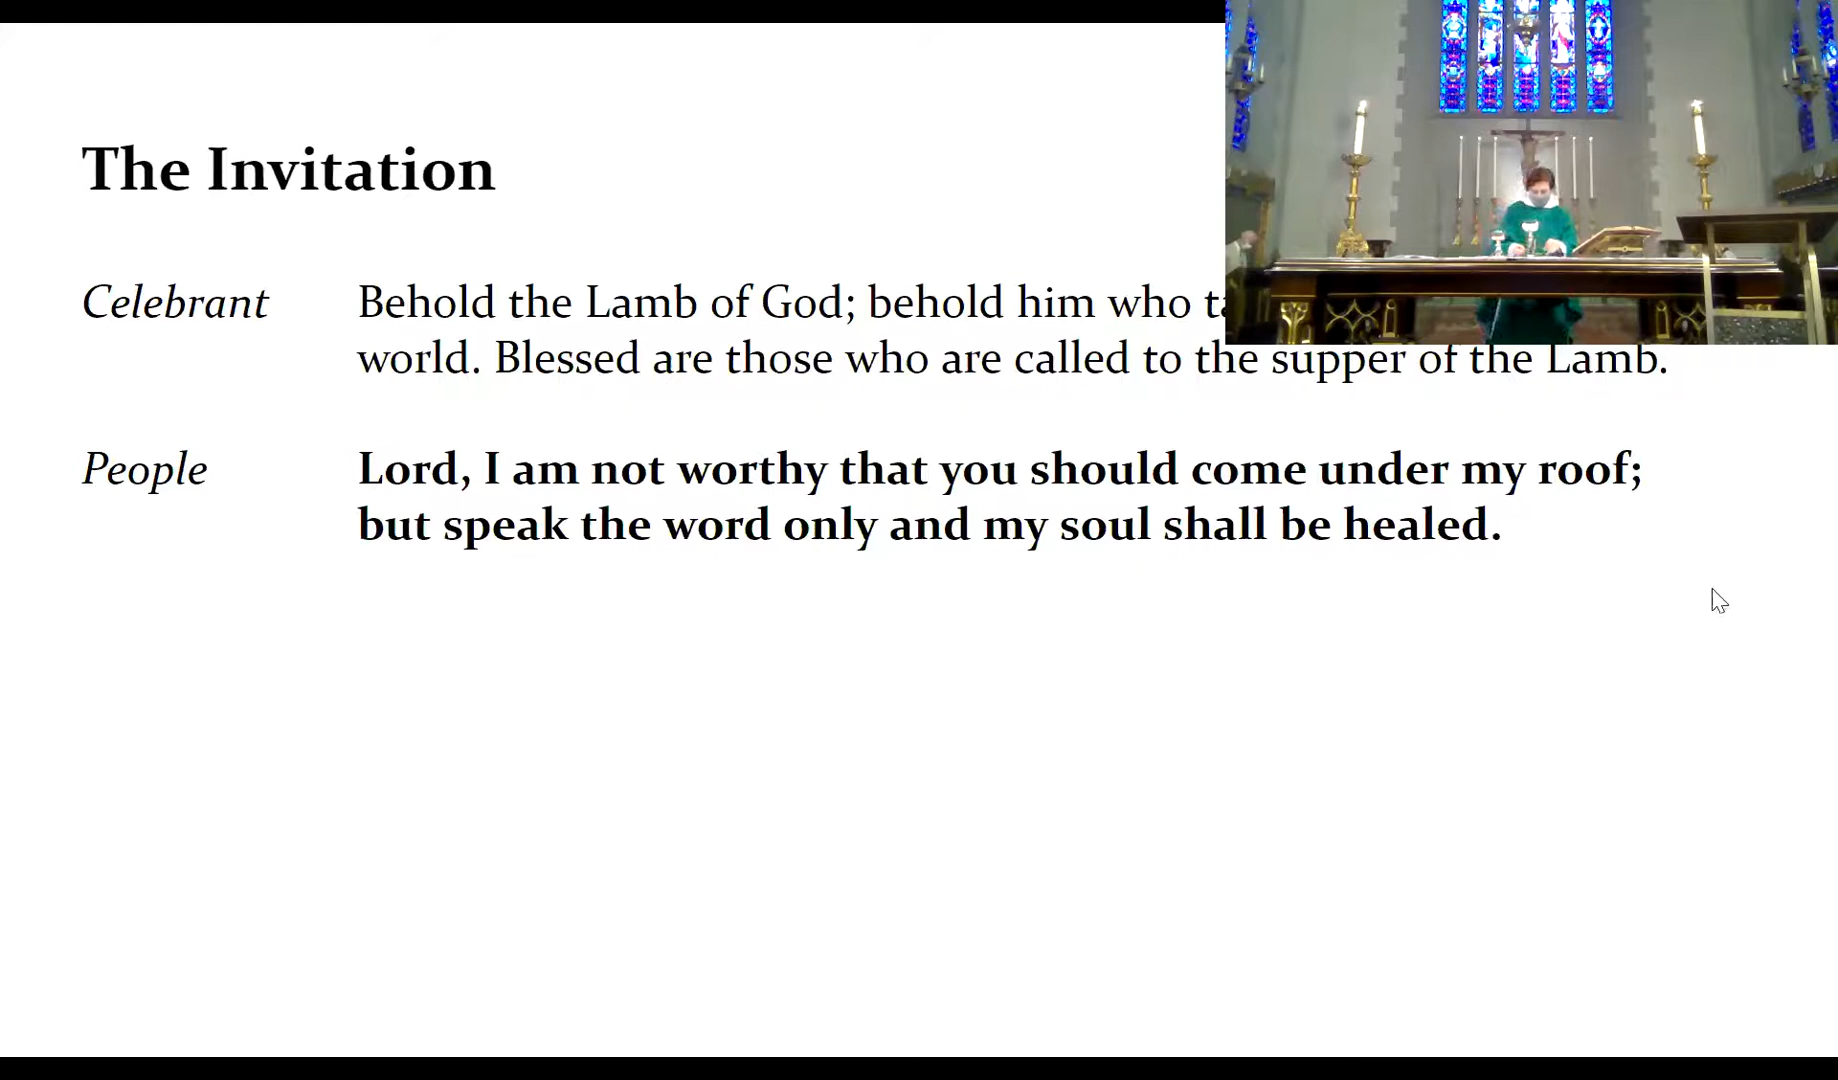 The Invitation
Celebrant Behold the Lamb of God; behold him who
world. Blessed are those who are called to the supper of the Lamb.
People Lord, I am not worthy that you should come under my roof;
but speak the word only and my soul shall be healed.